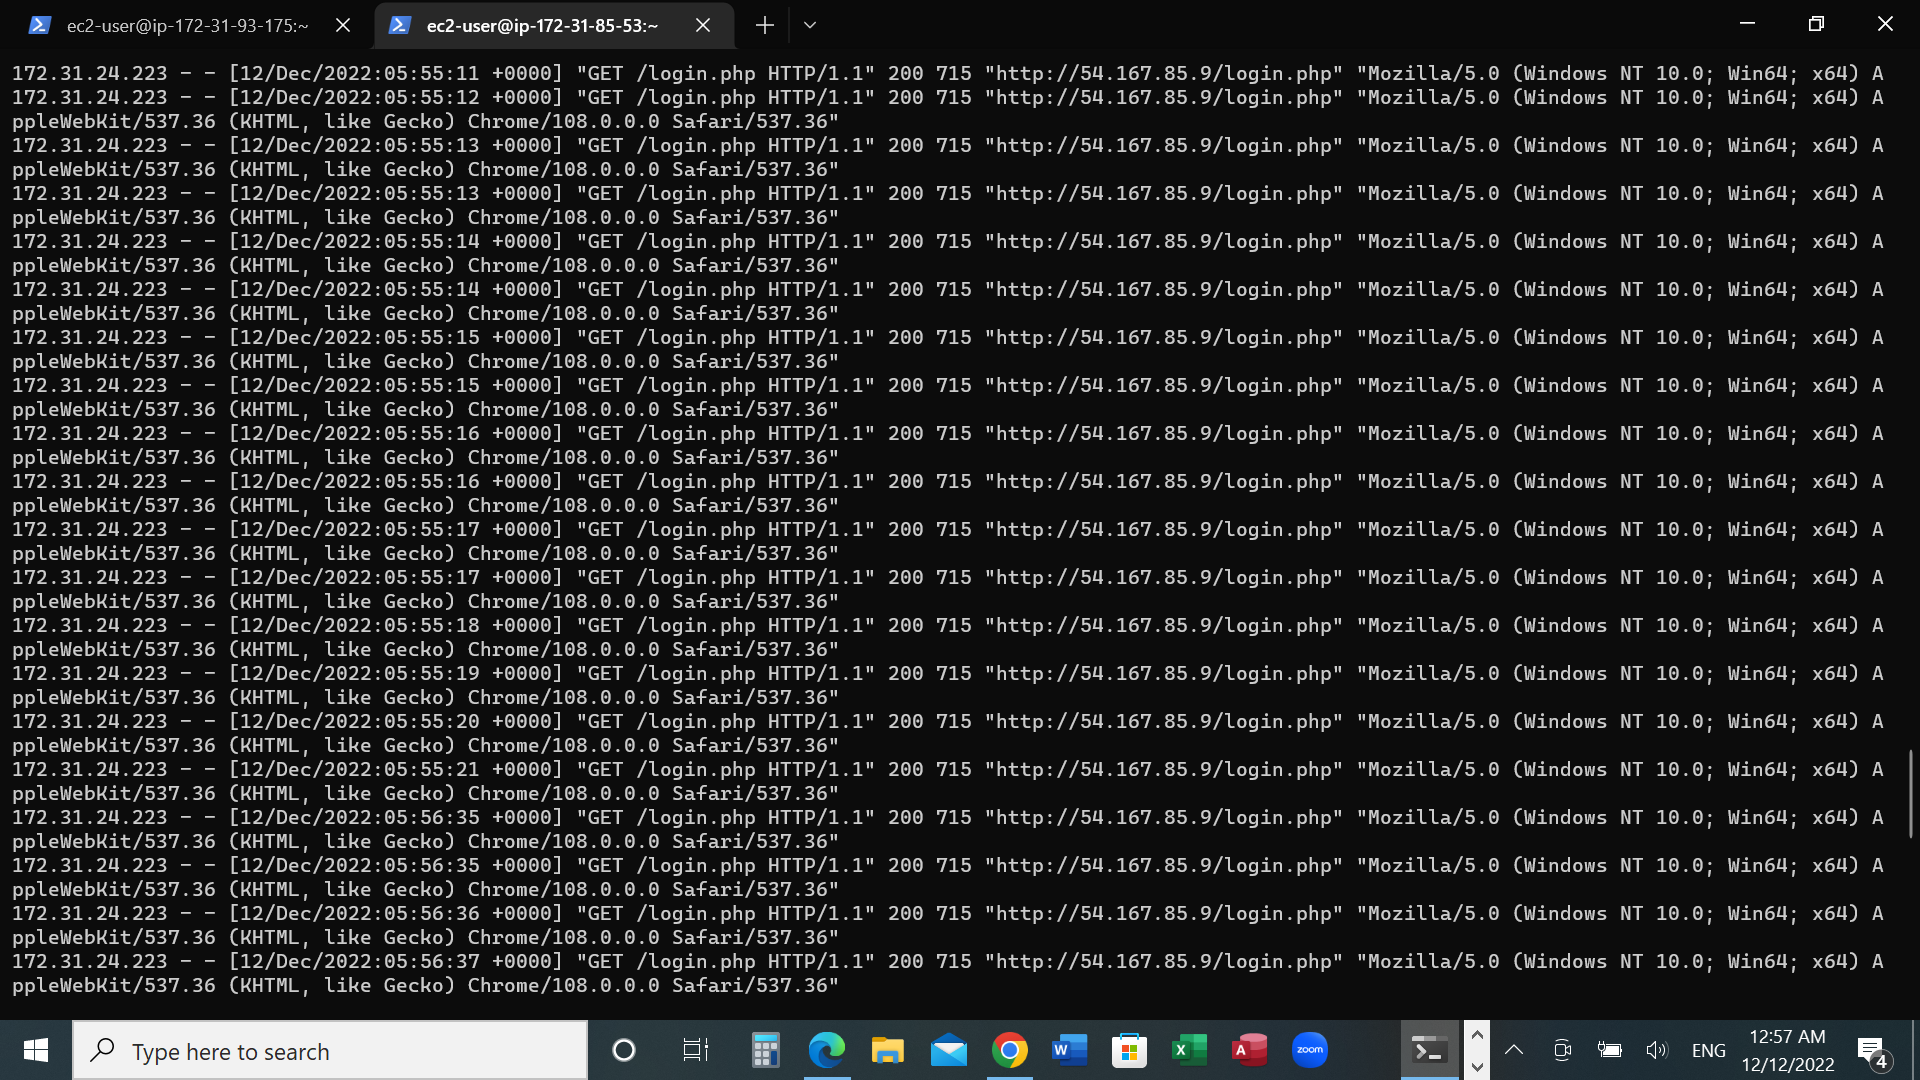 ec2-user@ip-172-31-93-175:~
ec2-user@ip-172-31-85-53:~
172.31.24.223 - - [12/Dec/2022:05:55:11 +0000] "GET /login.php HTTP/1.1" 200 715 "http://54.167.85.9/login.php" "Mozilla/5.0 (Windows NT 10.0; Win64; x64) A
172.31.24.223 - - [12/Dec/2022:05:55:12 +0000] "GET /login.php HTTP/1.1" 200 715 "http://54.167.85.9/login.php" "Mozilla/5.0 (Windows NT 10.0; Win64; x64) A
ppleWebKit/537.36 (KHTML, like Gecko) Chrome/108.0.0.0 Safari/537.36"
172.31.24.223 - - [12/Dec/2022:05:55:13 +0000] "GET /login.php HTTP/1.1" 200 715 "http://54.167.85.9/login.php" "Mozilla/5.0 (Windows NT 10.0; Win64; x64) A
ppleWebKit/537.36 (KHTML, like Gecko) Chrome/108.0.0.0 Safari/537.36"
172.31.24.223 - - [12/Dec/2022:05:55:13 +0000] "GET /login.php HTTP/1.1" 200 715 "http://54.167.85.9/login.php" "Mozilla/5.0 (Windows NT 10.0; Win64; x64) A
ppleWebKit/537.36 (KHTML, like Gecko) Chrome/108.0.0.0 Safari/537.36"
172.31.24.223 - - [12/Dec/2022:05:55:14 +0000] "GET /login.php HTTP/1.1" 200 715 "http://54.167.85.9/login.php" "Mozilla/5.0 (Windows NT 10.0; Win64; x64) A
ppleWebKit/537.36 (KHTML, like Gecko) Chrome/108.0.0.0 Safari/537.36"
172.31.24.223 - - [12/Dec/2022:05:55:14 +0000] "GET /login.php HTTP/1.1" 200 715 "http://54.167.85.9/login.php" "Mozilla/5.0 (Windows NT 10.0; Win64; x64) A
ppleWebKit/537.36 (KHTML, like Gecko) Chrome/108.0.0.0 Safari/537.36"
172.31.24.223 - - [12/Dec/2022:05:55:15 +0000] "GET /login.php HTTP/1.1" 200 715 "http://54.167.85.9/login.php" "Mozilla/5.0 (Windows NT 10.0; Win64; x64) A
ppleWebKit/537.36 (KHTML, like Gecko) Chrome/108.0.0.0 Safari/537.36"
172.31.24.223 - - [12/Dec/2022:05:55:15 +0000] "GET /login.php HTTP/1.1" 200 715 "http://54.167.85.9/login.php" "Mozilla/5.0 (Windows NT 10.0; Win64; x64) A
ppleWebKit/537.36 (KHTML, like Gecko) Chrome/108.0.0.0 Safari/537.36"
172.31.24.223 - - [12/Dec/2022:05:55:16 +0000] "GET /login.php HTTP/1.1" 200 715 "http://54.167.85.9/login.php" "Mozilla/5.0 (Windows NT 10.0; Win64; x64) A
ppleWebKit/537.36 (KHTML, like Gecko) Chrome/108.0.0.0 Safari/537.36"
172.31.24.223 - - [12/Dec/2022:05:55:16 +0000] "GET /login.php HTTP/1.1" 200 715 "http://54.167.85.9/login.php" "Mozilla/5.0 (Windows NT 10.0; Win64; x64) A
ppleWebKit/537.36 (KHTML, like Gecko) Chrome/108.0.0.0 Safari/537.36"
172.31.24.223 - - [12/Dec/2022:05:55:17 +0000] "GET /login.php HTTP/1.1" 200 715 "http://54.167.85.9/login.php" "Mozilla/5.0 (Windows NT 10.0; Win64; x64) A
ppleWebKit/537.36 (KHTML, like Gecko) Chrome/108.0.0.0 Safari/537.36"
172.31.24.223 - - [12/Dec/2022:05:55:17 +0000] "GET /login.php HTTP/1.1" 200 715 "http://54.167.85.9/login.php" "Mozilla/5.0 (Windows NT 10.0; Win64; x64) A
ppleWebKit/537.36 (KHTML, like Gecko) Chrome/108.0.0.0 Safari/537.36"
172.31.24.223 - - [12/Dec/2022:05:55:18 +0000] "GET /login.php HTTP/1.1" 200 715 "http://54.167.85.9/login.php" "Mozilla/5.0 (Windows NT 10.0; Win64; x64) A
ppleWebKit/537.36 (KHTML, like Gecko) Chrome/108.0.0.0 Safari/537.36"
172.31.24.223 - - [12/Dec/2022:05:55:19 +0000] "GET /login.php HTTP/1.1" 200 715 "http://54.167.85.9/login.php" "Mozilla/5.0 (Windows NT 10.0; Win64; x64) A
ppleWebKit/537.36 (KHTML, like Gecko) Chrome/108.0.0.0 Safari/537.36"
172.31.24.223 - - [12/Dec/2022:05:55:20 +0000] "GET /login.php HTTP/1.1" 200 715 "http://54.167.85.9/login.php" "Mozilla/5.0 (Windows NT 10.0; Win64; x64) A
ppleWebKit/537.36 (KHTML, like Gecko) Chrome/108.0.0.0 Safari/537.36"
172.31.24.223 - - [12/Dec/2022:05:55:21 +0000] "GET /login.php HTTP/1.1" 200 715 "http://54.167.85.9/login.php" "Mozilla/5.0 (Windows NT 10.0; Win64; x64) A
ppleWebKit/537.36 (KHTML, like Gecko) Chrome/108.0.0.0 Safari/537.36"
172.31.24.223 - - [12/Dec/2022:05:56:35 +0000] "GET /login.php HTTP/1.1" 200 715 "http://54.167.85.9/login.php" "Mozilla/5.0 (Windows NT 10.0; Win64; x64) A
ppleWebKit/537.36 (KHTML, like Gecko) Chrome/108.0.0.0 Safari/537.36"
172.31.24.223 - - [12/Dec/2022:05:56:35 +0000] "GET /login.php HTTP/1.1" 200 715 "http://54.167.85.9/login.php" "Mozilla/5.0 (Windows NT 10.0; Win64; x64) A
ppleWebKit/537.36 (KHTML, like Gecko) Chrome/108.0.0.0 Safari/537.36"
172.31.24.223 - - [12/Dec/2022:05:56:36 +0000] "GET /login.php HTTP/1.1" 200 715 "http://54.167.85.9/login.php" "Mozilla/5.0 (Windows NT 10.0; Win64; x64) A
ppleWebKit/537.36 (KHTML, like Gecko) Chrome/108.0.0.0 Safari/537.36"
172.31.24.223 - - [12/Dec/2022:05:56:37 +0000] "GET /login.php HTTP/1.1" 200 715 "http://54.167.85.9/login.php" "Mozilla/5.0 (Windows NT 10.0; Win64; x64) A
ppleWebKit/537.36 (KHTML, like Gecko) Chrome/108.0.0.0 Safari/537.36"
Type here to search
W
X
A
zoom
ENG
12:57 AM
12/12/2022
4